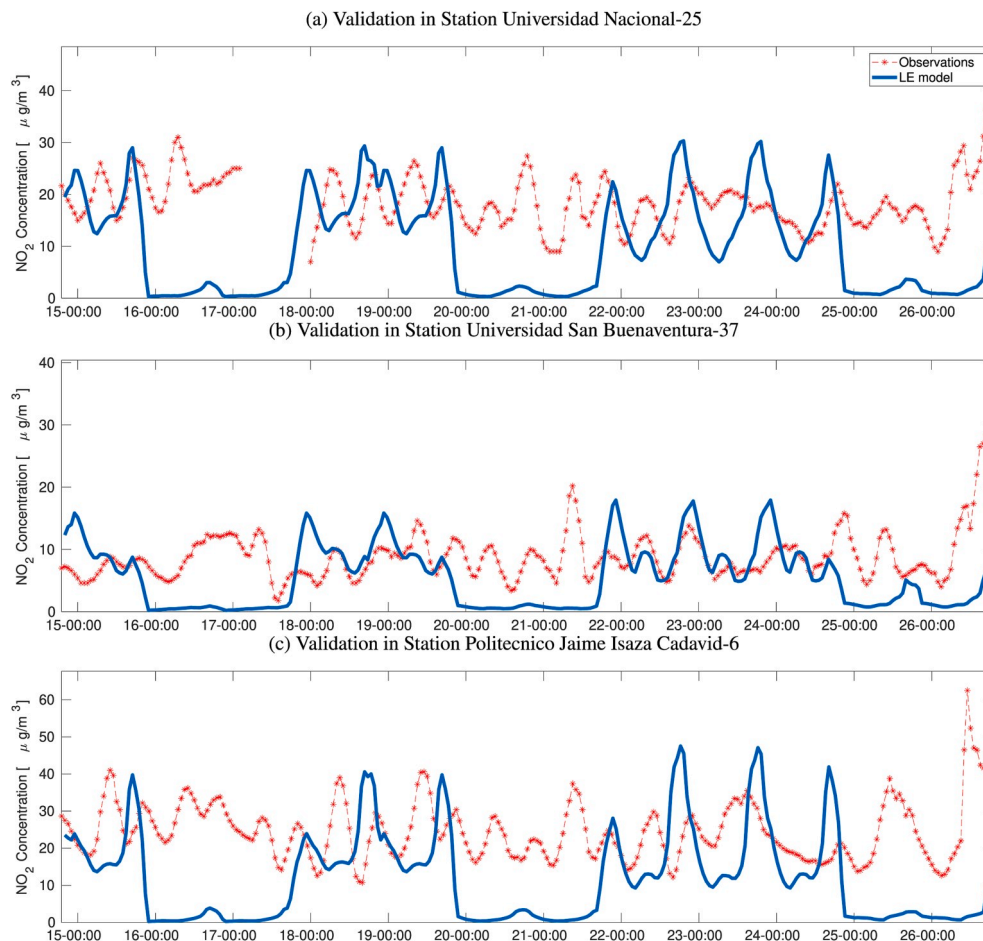 (a) Validation in Station Universidad Nacional-25
NO2 Concentration [ μ g/m3 ]
40
30
20
10
0
Observations
LE model
15-00:00 16-00:00 17-00:00 18-00:00 19-00:00 20-00:00 21-00:00 22-00:00 23-00:00 24-00:00 25-00:00 26-00:00
(b) Validation in Station Universidad San Buenaventura-37
NO2 Concentration [ μ g/m3 ]
40
30
20
10
0
15-00:00 16-00:00 17-00:00 18-00:00 19-00:00 20-00:00 21-00:00 22-00:00 23-00:00 24-00:00 25-00:00 26-00:00
(c) Validation in Station Politecnico Jaime Isaza Cadavid-6
NO2 Concentration [ μ g/m3 ]
60
50
40
30
20
10
0
15-00:00 16-00:00 17-00:00 18-00:00 19-00:00 20-00:00 21-00:00 22-00:00 23-00:00 24-00:00 25-00:00 26-00:00